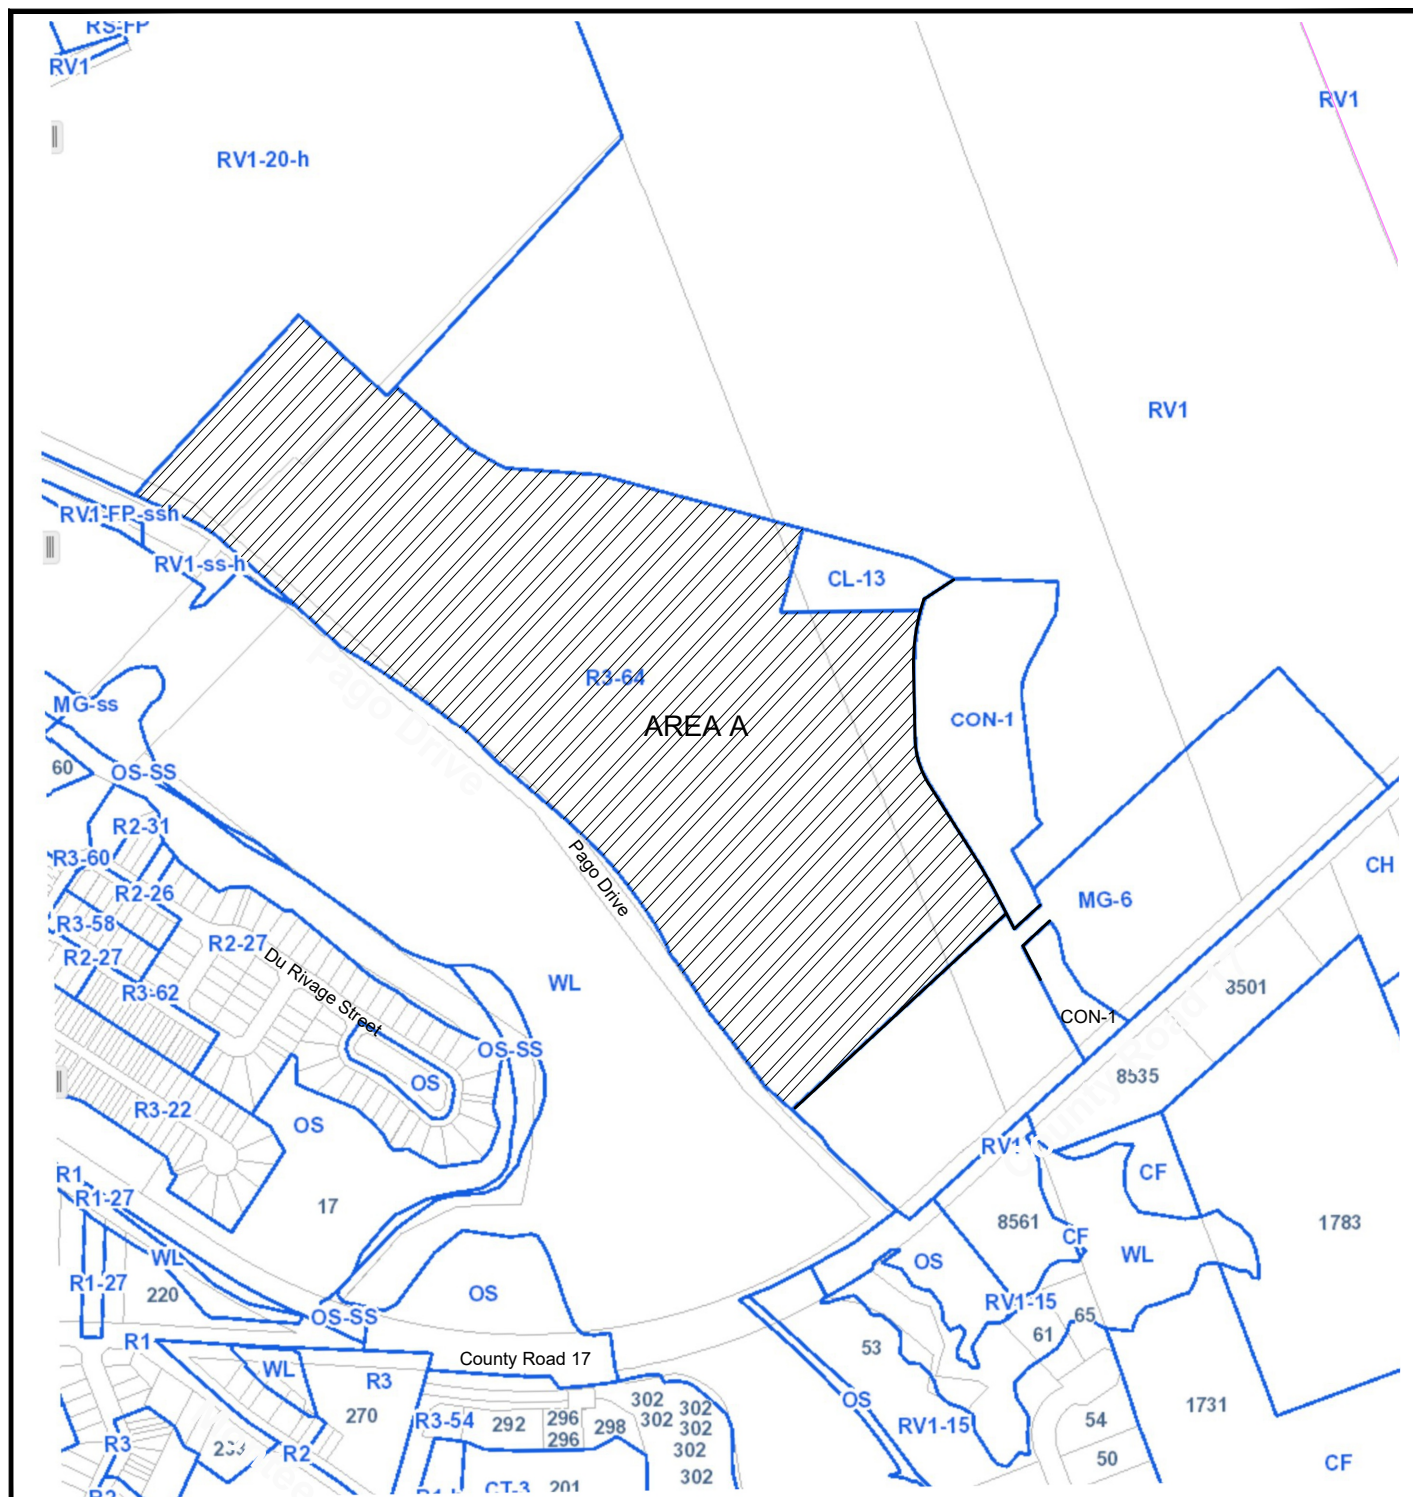 RS-FP
RV1
RV1
RV1-20-h
RV1
RV1-FP-ssh
RV1-ss-h
CL-13
R3-64
AREA A
CON-1
Pago Drive
MG-ss
60
OS-SS
R2-31
R3-60
R2-26
R3-58
R2-27
R2-27
R3-62
Du Rivage Street
Pago Drive
CH
MG-6
WL
3501
CON-1
County Road 17
OS-SS
OS
8535
R3-22
OS
RV1
R1
R1-27
17
CF
8561
1783
CF
WL
WL
R1-27
220
OS
OS
RV1-15
OS-SS
65
61
R1
53
County Road 17
WL
R3
270
302
302
302
302
302
302
OS
R3-54
292
296
296
298
RV1-15
54
1731
R3
R2
50
CF
CT-3
201